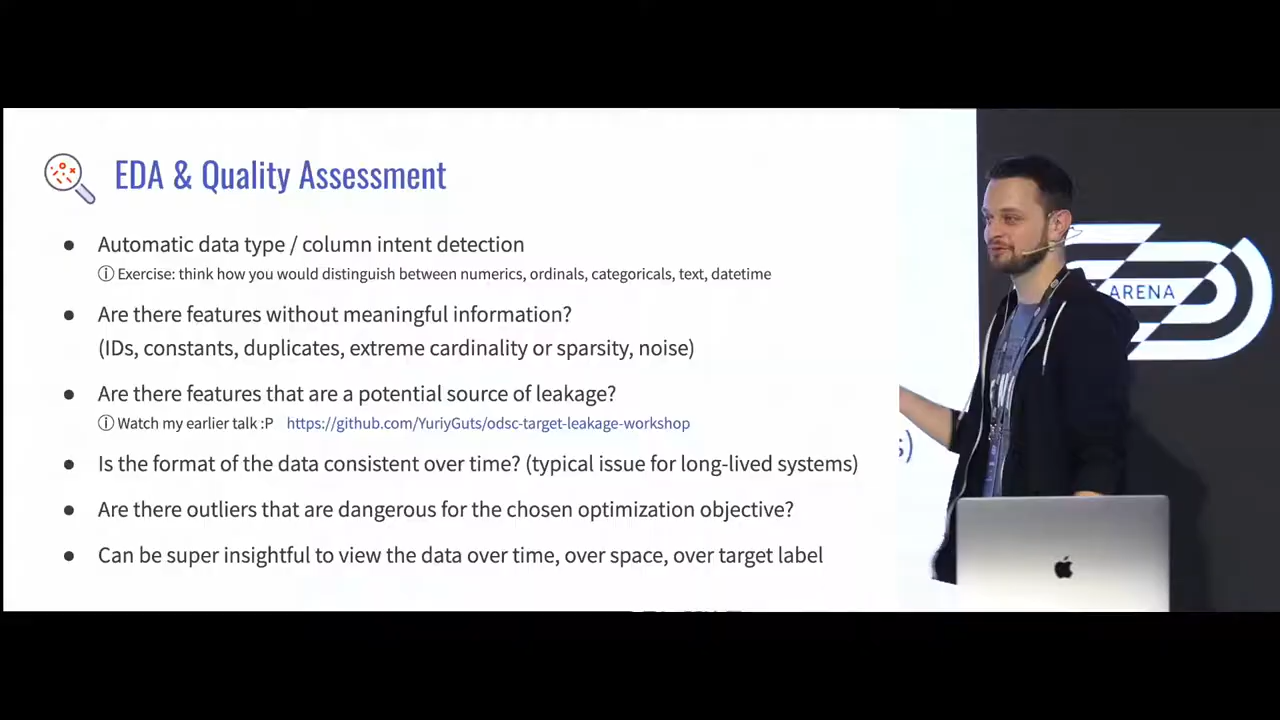 EDA & Quality Assessment
● Automatic data type / column intent detection
ⓘ Exercise: think how you would distinguish between numerics, ordinals, categoricals, text, datetime
● Are there features without meaningful information?
(IDs, constants, duplicates, extreme cardinality or sparsity, noise)
● Are there features that are a potential source of leakage?
ⓘ Watch my earlier talk :P https://github.com/YuriyGuts/odsc-target-leakage-workshop
● Is the format of the data consistent over time? (typical issue for long-lived systems)
● Are there outliers that are dangerous for the chosen optimization objective?
● Can be super insightful to view the data over time, over space, over target label
s)
ARENA